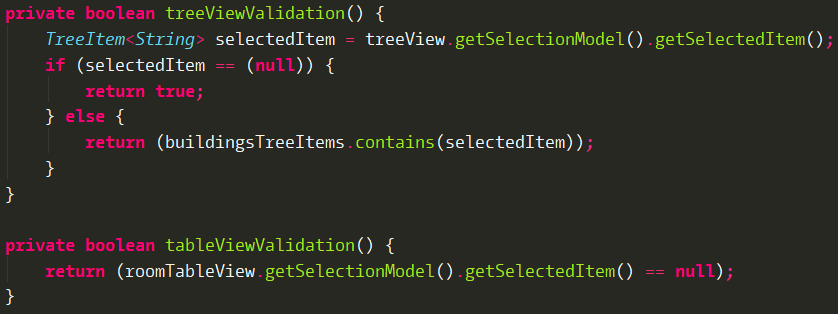 private boolean treeViewValidation() {
    TreeItem<String> selectedItem = treeView.getSelectionModel().getSelectedItem();
    if (selectedItem == (null)) {
        return true;
    } else {
        return (buildingsTreeItems.contains(selectedItem));
    }
}

private boolean tableViewValidation() {
    return (roomTableView.getSelectionModel().getSelectedItem() == null);
}